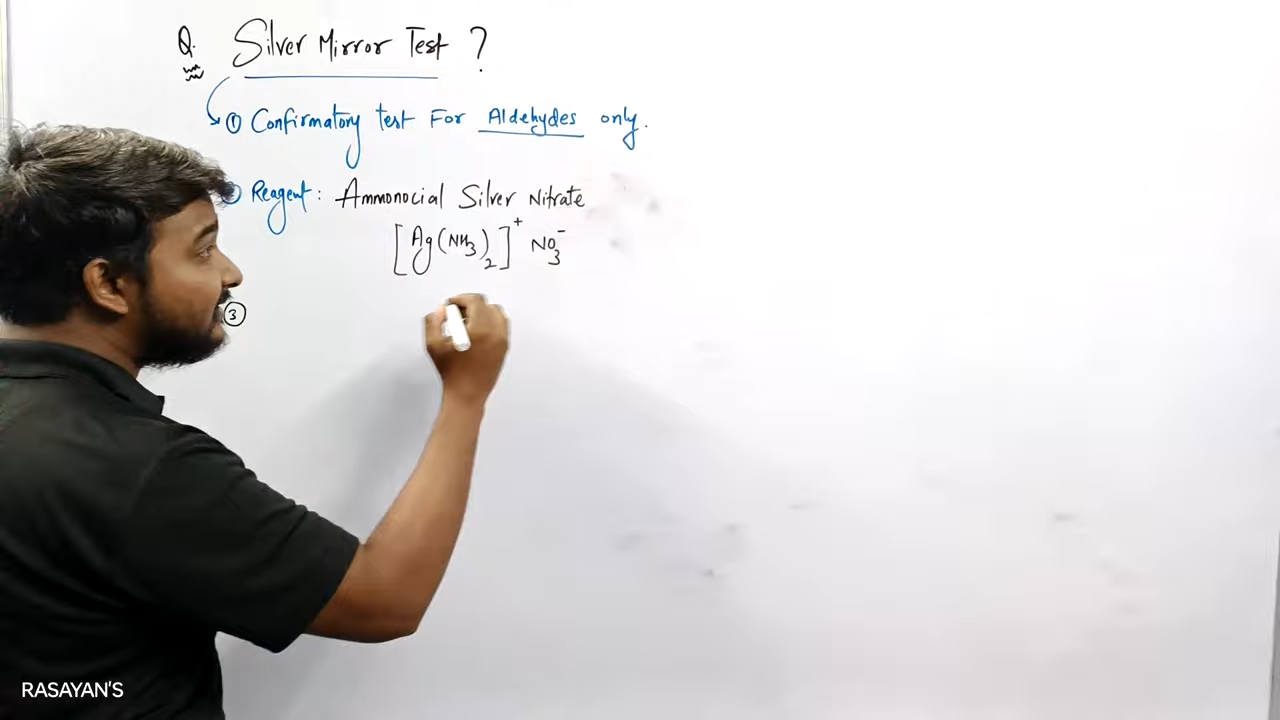 Q. Silver Mirror Test ?
① Confirmatory test For Aldehydes only.
Reagent: Ammonocial Silver Nitrate
[Ag(NH3)2]+ NO3-
③
RASAYAN'S